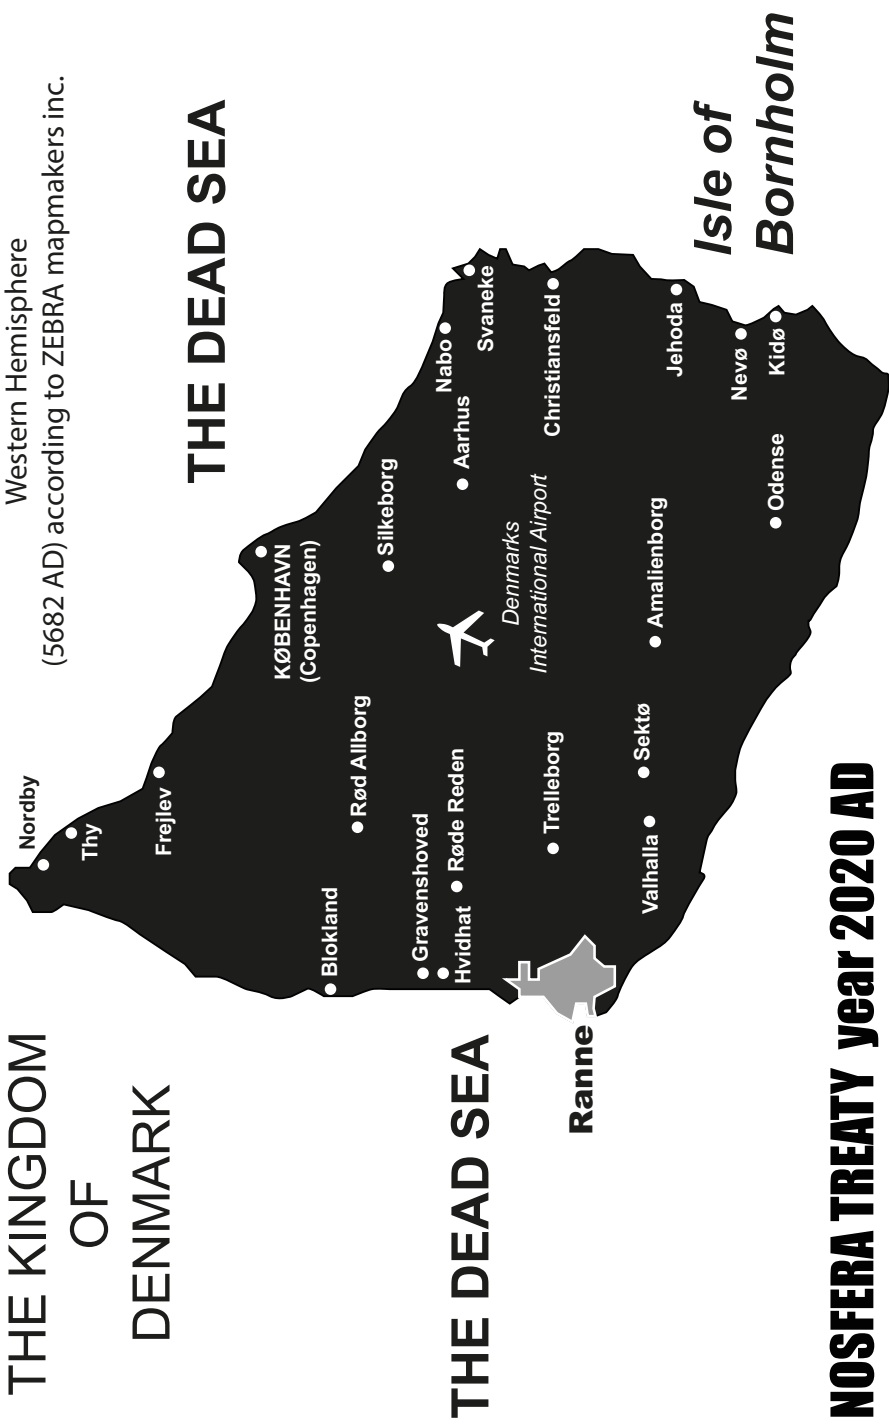 THE KINGDOM
OF
DENMARK
Western Hemisphere
(5682 AD) according to ZEBRA mapmakers inc.
THE DEAD SEA
Nordby
Thy
Frejlev
KØBENHAVN
(Copenhagen)
Blokland
Rød Allborg
Silkeborg
Gravenshoved
Hvidhat
Røde Reden
Nabo
Aarhus
Svaneke
THE DEAD SEA
Denmarks
International Airport
Trelleborg
Christiansfeld
Ranne
Valhalla
Sektø
Amalienborg
Jehoda
Nevø
Kidø
Odense
Isle of
Bornholm
NOSFERA TREATY year 2020 AD